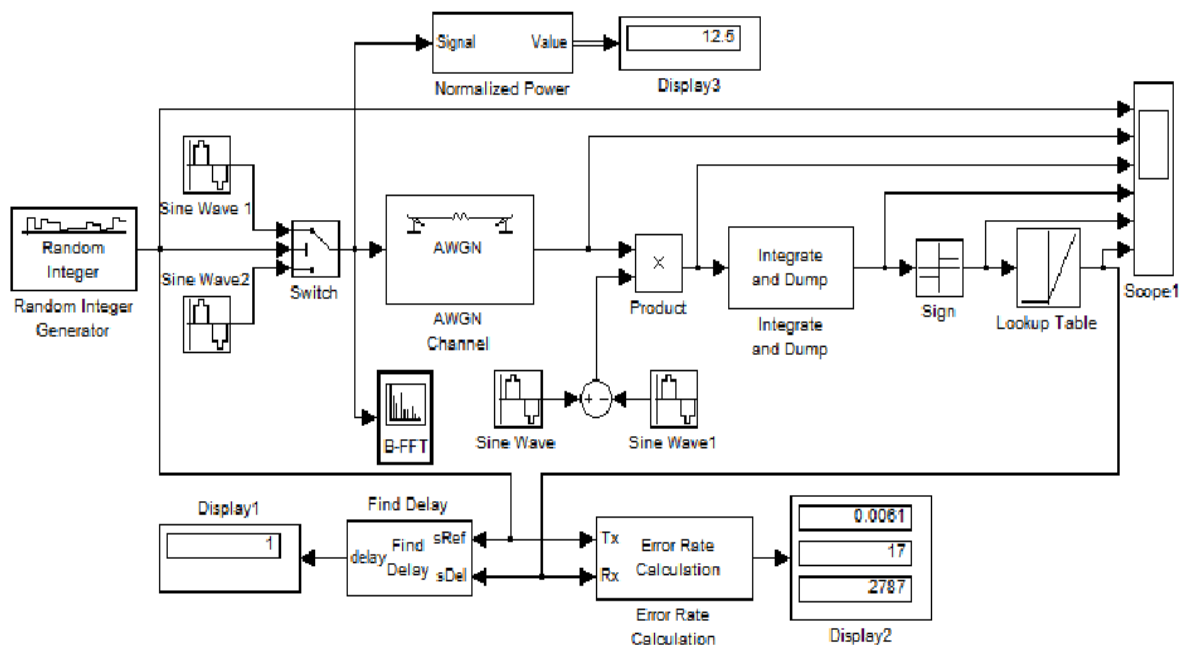 Signal
Value
Normalized Power
12.5
Display3
Sine Wave 1
Random
Integer
Random Integer
Generator
Sine Wave2
Switch
AWGN
AWGN
Channel
Product
Integrate
and Dump
Integrate
and Dump
Sign
Lookup Table
Scope1
B-FFT
Sine Wave
+ -
Sine Wave1
Display1
1
Find Delay
delay
Find
Delay
sRef
sDel
Tx
Rx
Error Rate
Calculation
Error Rate
Calculation
0.0061
17
2787
Display2